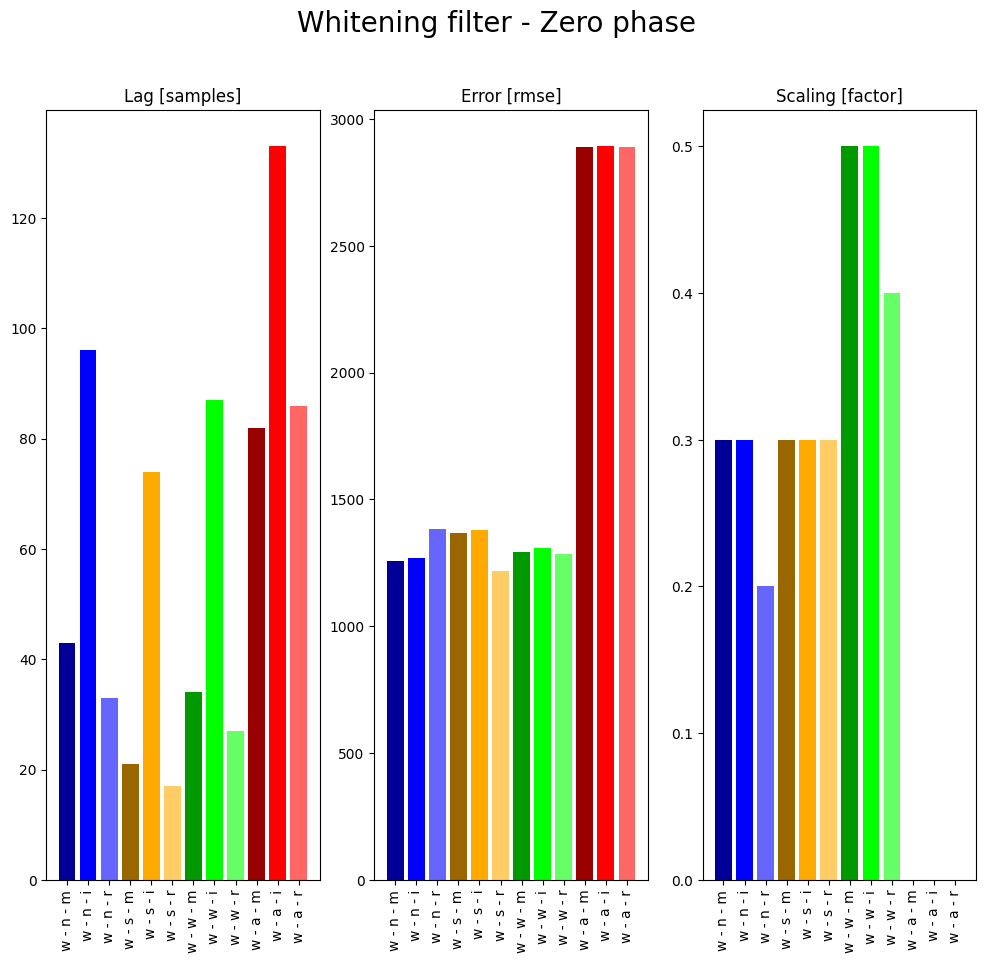 Whitening filter - Zero phase
Lag [samples]
0
20
40
60
80
100
120
w - n - m
w - n - i
w - n - r
w - s - m
w - s - i
w - s - r
w - w - m
w - w - i
w - w - r
w - a - m
w - a - i
w - a - r
Error [rmse]
0
500
1000
1500
2000
2500
3000
w - n - m
w - n - i
w - n - r
w - s - m
w - s - i
w - s - r
w - w - m
w - w - i
w - w - r
w - a - m
w - a - i
w - a - r
Scaling [factor]
0.0
0.1
0.2
0.3
0.4
0.5
w - n - m
w - n - i
w - n - r
w - s - m
w - s - i
w - s - r
w - w - m
w - w - i
w - w - r
w - a - m
w - a - i
w - a - r